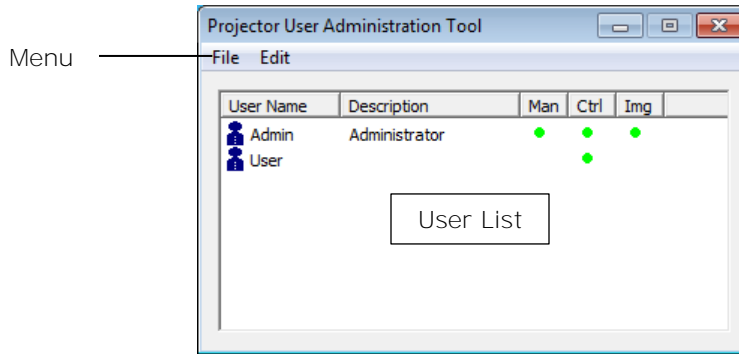 Projector User Administration Tool
Menu
File Edit
User Name Description Man Ctrl Img
Admin Administrator
User
User List